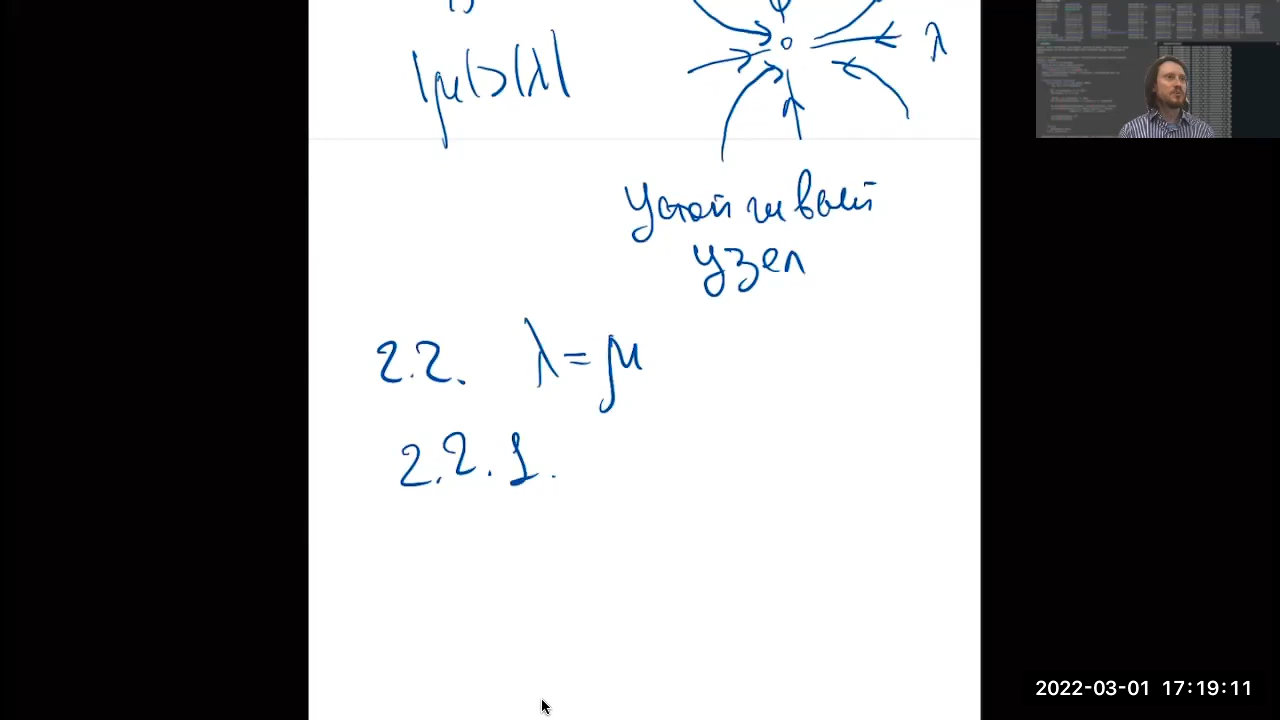 |μ|>|λ|
λ
Устойчивый
узел
2.2. λ = μ
2.2.1.
2022-03-01 17:19:11